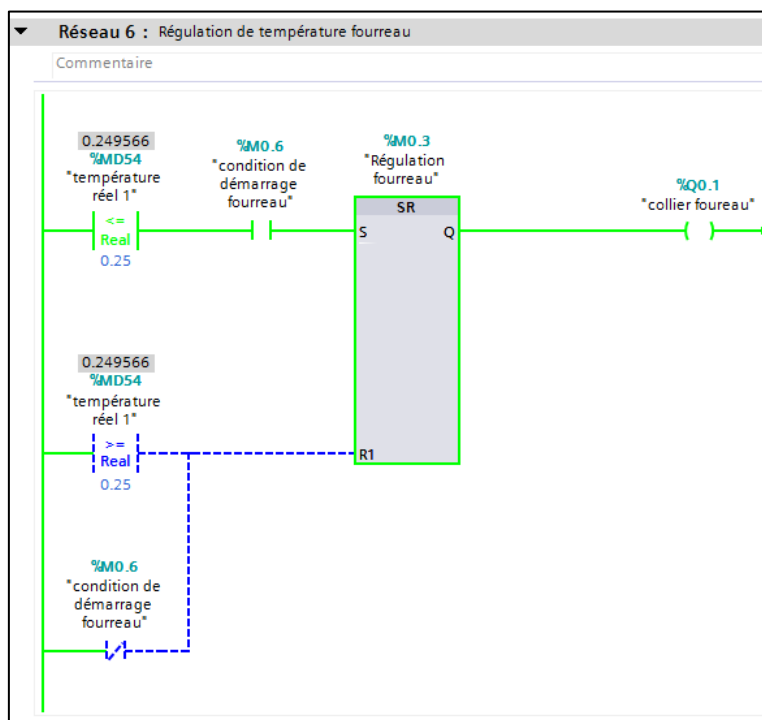 Réseau 6 : Régulation de température fourreau
Commentaire
0.249566
%MD54
"température
réel 1"
<=
Real
0.25
%M0.6
"condition de
démarrage
fourreau"
%M0.3
"Régulation
fourreau"
SR
S
Q
%Q0.1
"collier foureau"
0.249566
%MD54
"température
réel 1"
>=
Real
0.25
R1
%M0.6
"condition de
démarrage
fourreau"